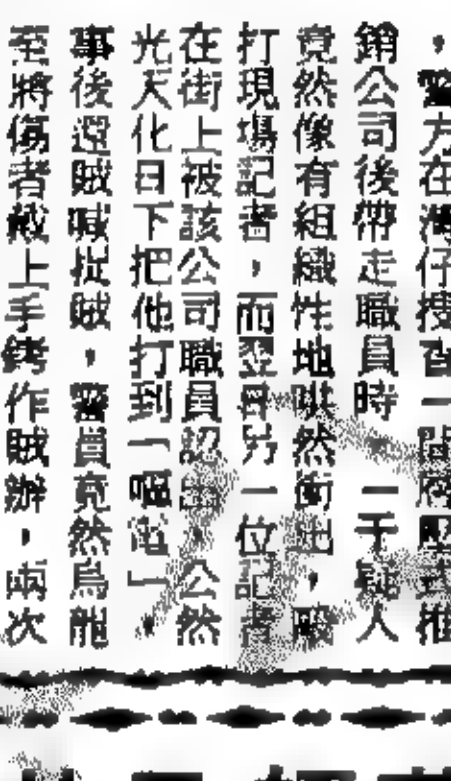 ，警方在灣仔搜查一間層壓式推
銷公司後帶走職員時，一干疑人
竟然像有組織性地哄然衝出，毆
打現場記者，而翌日另一位記者
在街上被該公司職員認出，公然
光天化日下把他打到「嘔電」，
事後還賊喊捉賊，警員竟然烏龍
至將傷者戴上手銬作賊辦，兩次